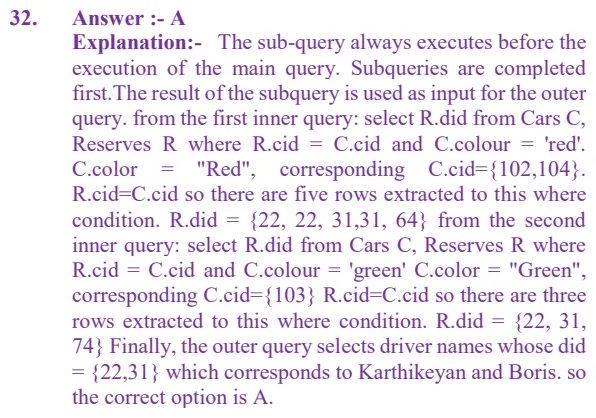 32. Answer :- A
Explanation:- The sub-query always executes before the
execution of the main query. Subqueries are completed
first.The result of the subquery is used as input for the outer
query. from the first inner query: select R.did from Cars C,
Reserves R where R.cid = C.cid and C.colour = 'red'.
C.color = "Red", corresponding C.cid={102,104}.
R.cid=C.cid so there are five rows extracted to this where
condition. R.did = {22, 22, 31,31, 64} from the second
inner query: select R.did from Cars C, Reserves R where
R.cid = C.cid and C.colour = 'green' C.color = "Green",
corresponding C.cid={103} R.cid=C.cid so there are three
rows extracted to this where condition. R.did = {22, 31,
74} Finally, the outer query selects driver names whose did
= {22,31} which corresponds to Karthikeyan and Boris. so
the correct option is A.